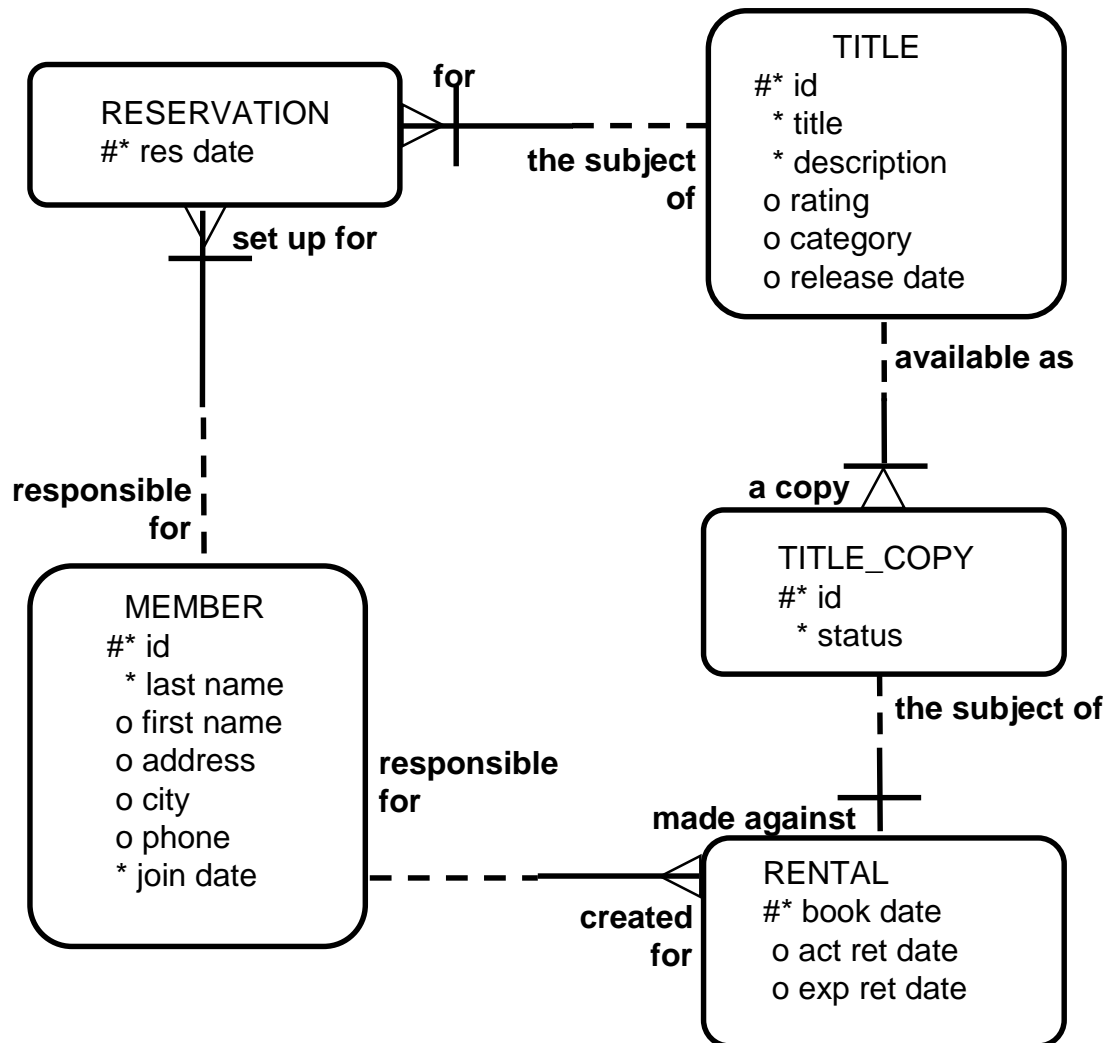 RESERVATION
#* res date
for
the subject
of
TITLE
#* id
* title
* description
o rating
o category
o release date
set up for
responsible
for
available as
a copy
TITLE_COPY
#* id
* status
the subject of
MEMBER
#* id
* last name
o first name
o address
o city
o phone
* join date
responsible
for
made against
created
for
RENTAL
#* book date
o act ret date
o exp ret date